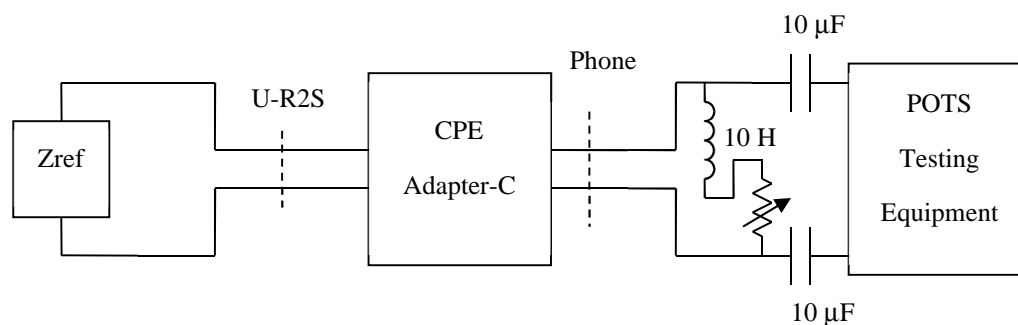 10 μF
Phone
U-R2S
Zref
CPE
Adapter-C
10 H
POTS
Testing
Equipment
10 μF